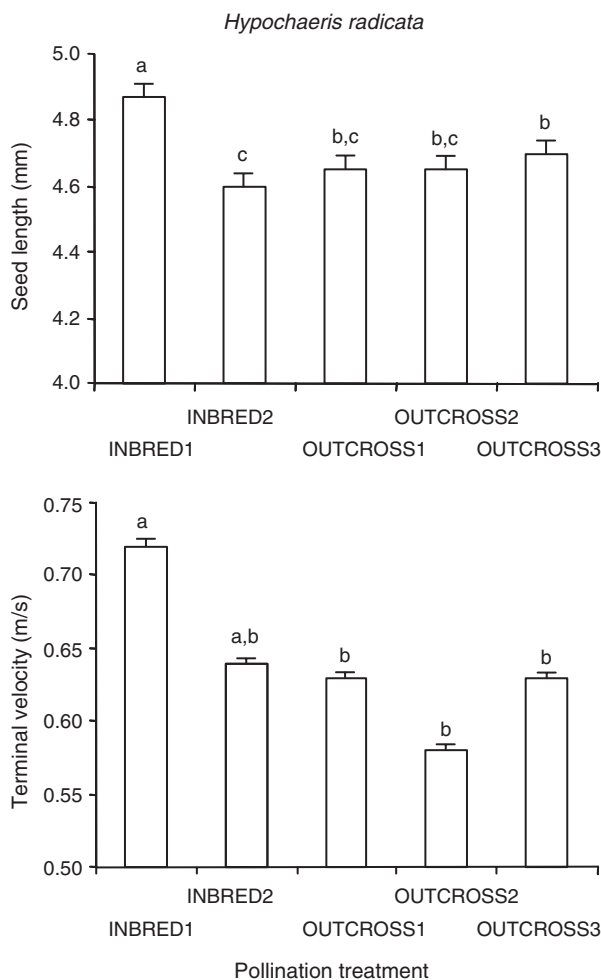 Hypochaeris radicata
5.0
4.8
4.6
4.4
4.2
4.0
Seed length (mm)
a
c
b,c
b,c
b
INBRED2
OUTCROSS2
INBRED1
OUTCROSS1
OUTCROSS3
0.75
0.70
0.65
0.60
0.55
0.50
Terminal velocity (m/s)
a
a,b
b
b
b
INBRED2
OUTCROSS2
INBRED1
OUTCROSS1
OUTCROSS3
Pollination treatment